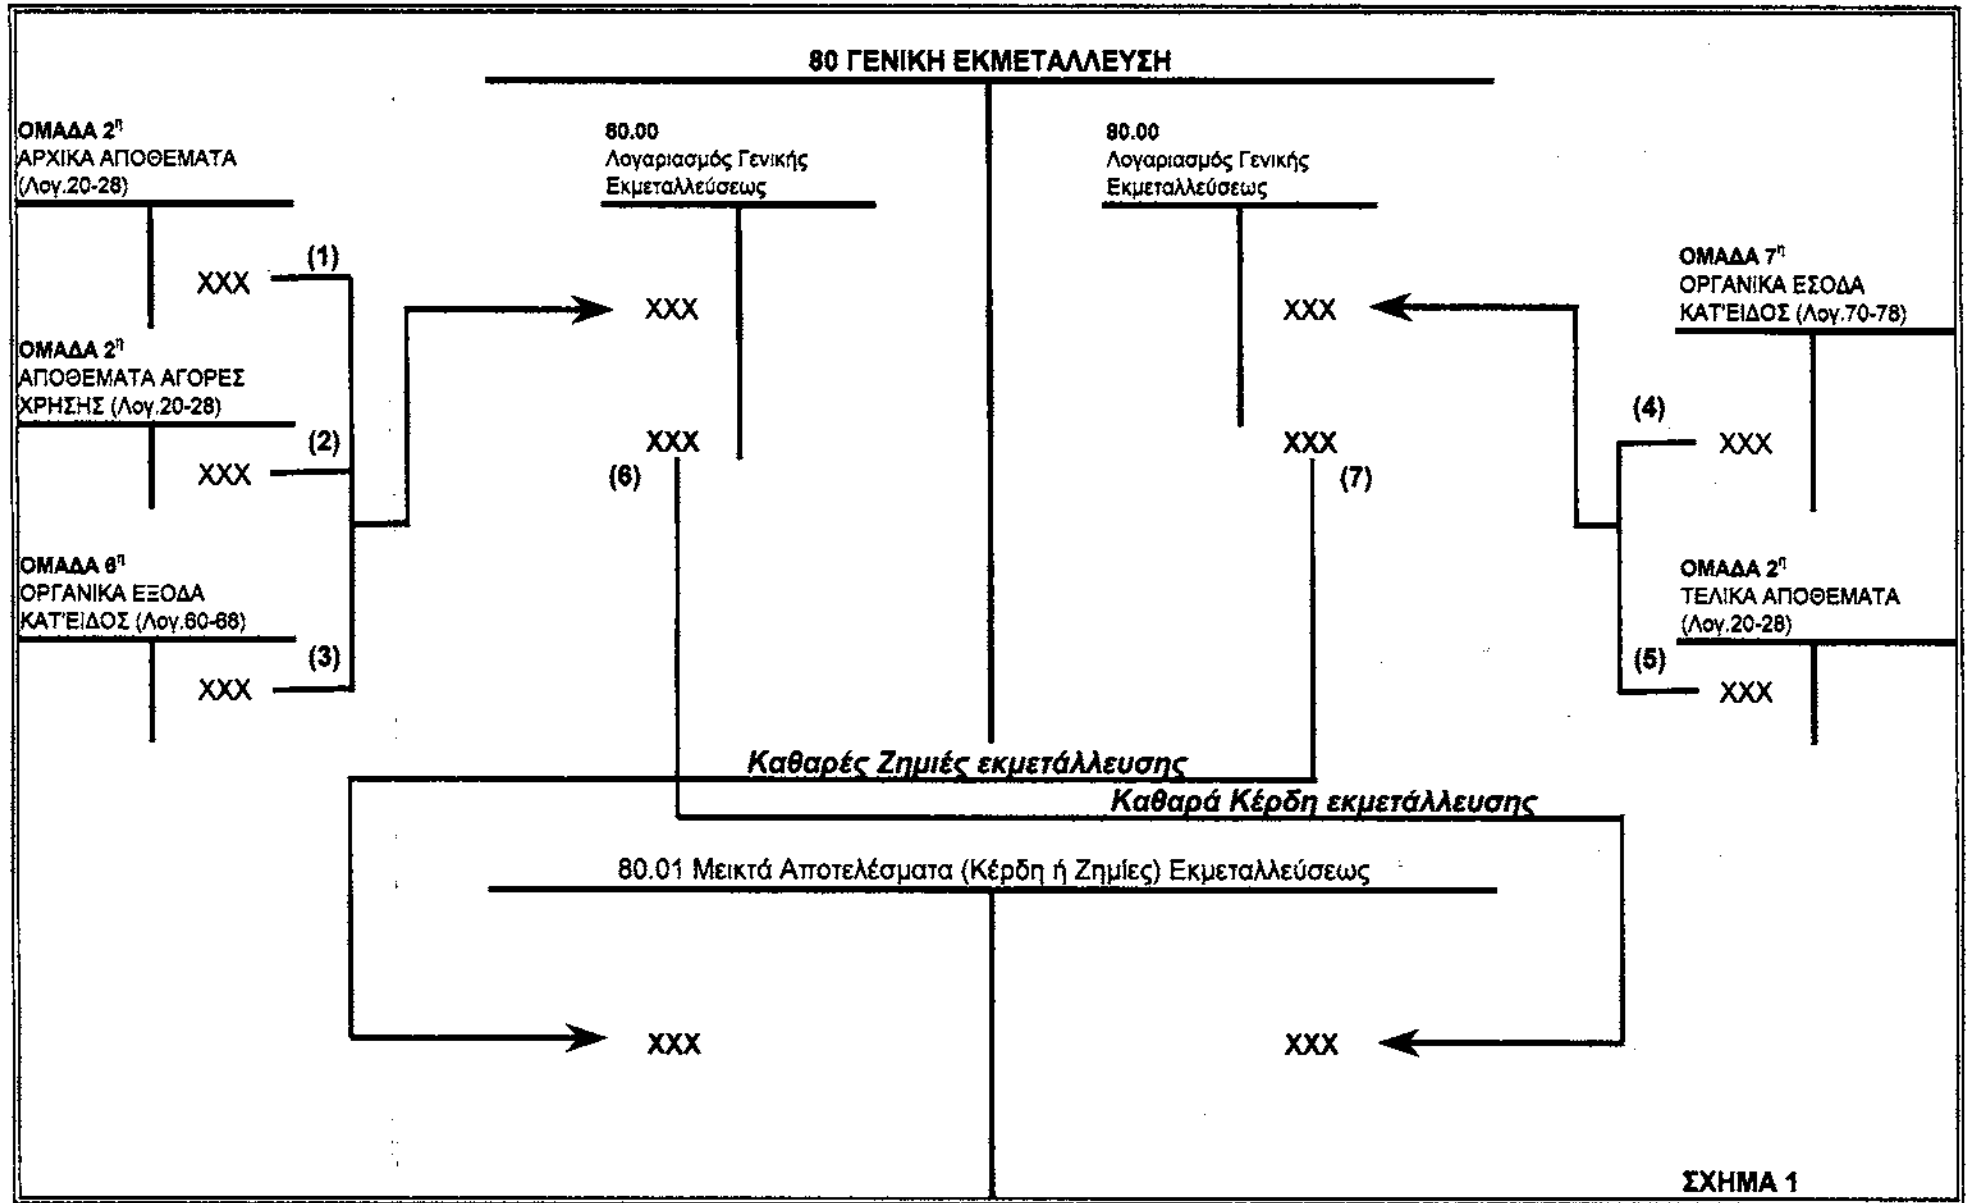 80 ΓΕΝΙΚΗ ΕΚΜΕΤΑΛΛΕΥΣΗ
ΟΜΑΔΑ 2η
ΑΡΧΙΚΑ ΑΠΟΘΕΜΑΤΑ
(Λογ.20-28)
80.00
Λογαριασμός Γενικής
Εκμεταλλεύσεως
80.00
Λογαριασμός Γενικής
Εκμεταλλεύσεως
(1)
XXX
ΟΜΑΔΑ 2η
ΑΠΟΘΕΜΑΤΑ ΑΓΟΡΕΣ
ΧΡΗΣΗΣ (Λογ.20-28)
(2)
XXX
ΟΜΑΔΑ 6η
ΟΡΓΑΝΙΚΑ ΕΞΟΔΑ
ΚΑΤ'ΕΙΔΟΣ (Λογ.60-68)
(3)
XXX
XXX
XXX
(6)
XXX
XXX
(7)
ΟΜΑΔΑ 7η
ΟΡΓΑΝΙΚΑ ΕΣΟΔΑ
ΚΑΤ'ΕΙΔΟΣ (Λογ.70-78)
(4)
XXX
ΟΜΑΔΑ 2η
ΤΕΛΙΚΑ ΑΠΟΘΕΜΑΤΑ
(Λογ.20-28)
(5)
XXX
Καθαρές Ζημιές εκμετάλλευσης
Καθαρά Κέρδη εκμετάλλευσης
80.01 Μεικτά Αποτελέσματα (Κέρδη ή Ζημίες) Εκμεταλλεύσεως
XXX
XXX
ΣΧΗΜΑ 1